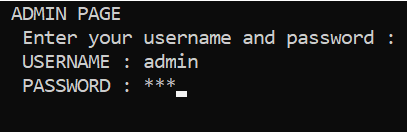 ADMIN PAGE
Enter your username and password :
USERNAME : admin
PASSWORD : ***